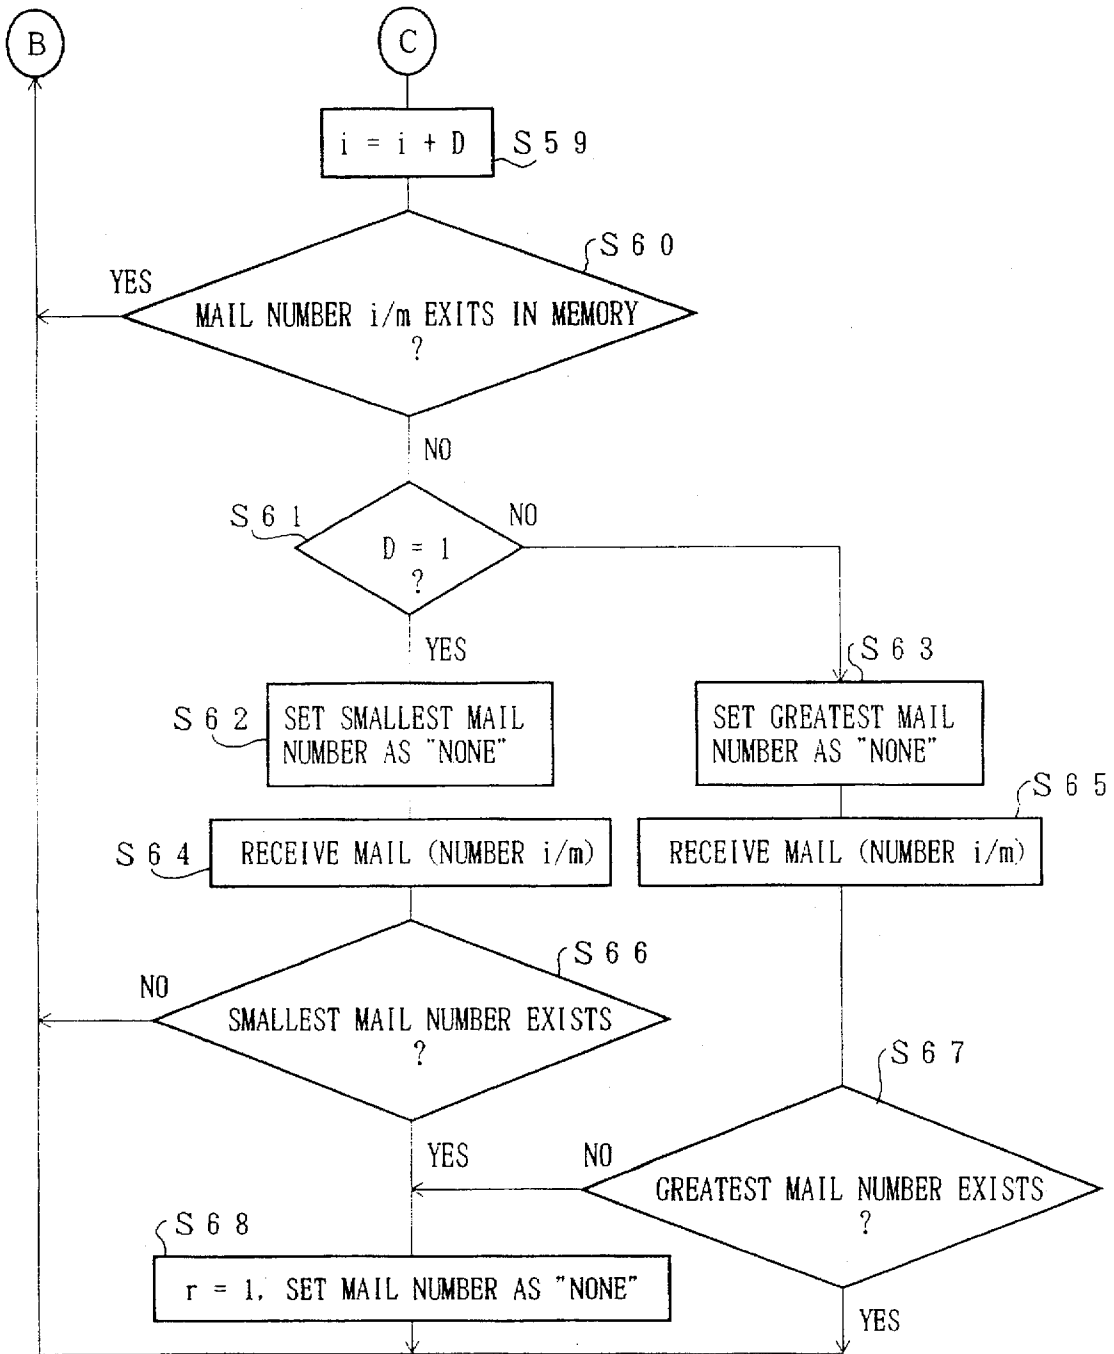 B
C
i = i + D
S59
S60
YES
MAIL NUMBER i/m EXITS IN MEMORY
?
NO
S61
NO
D = 1
?
YES
S63
S62
SET SMALLEST MAIL
NUMBER AS "NONE"
SET GREATEST MAIL
NUMBER AS "NONE"
S65
S64
RECEIVE MAIL (NUMBER i/m)
RECEIVE MAIL (NUMBER i/m)
S66
NO
SMALLEST MAIL NUMBER EXISTS
?
S67
YES
NO
GREATEST MAIL NUMBER EXISTS
?
S68
r = 1, SET MAIL NUMBER AS "NONE"
YES